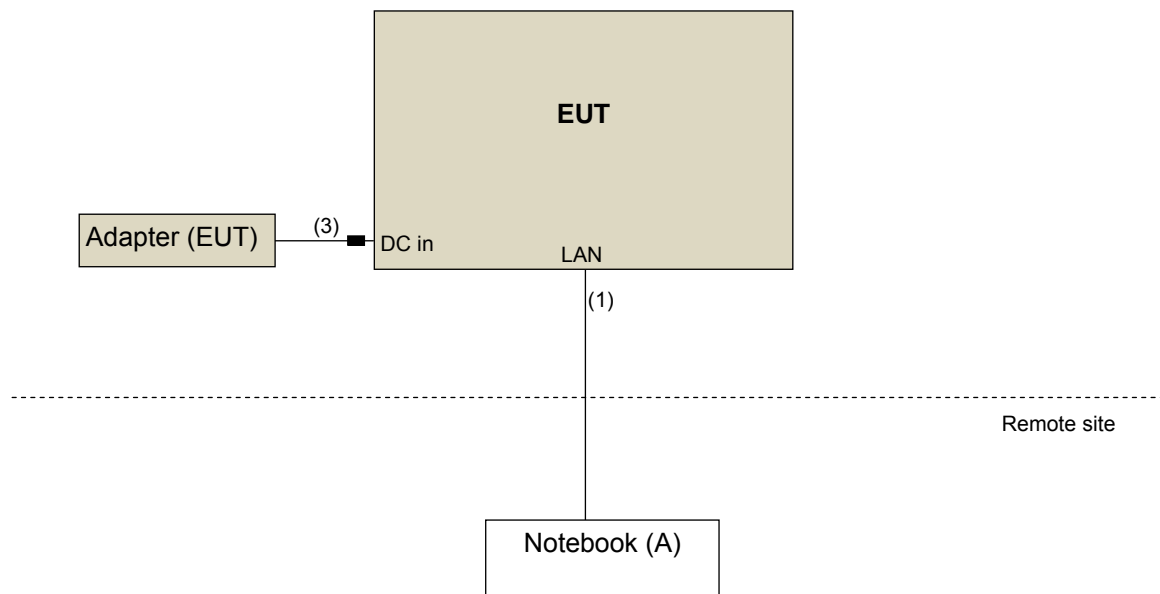 EUT
(3)
Adapter (EUT)
DC in
LAN
(1)
Remote site
Notebook (A)